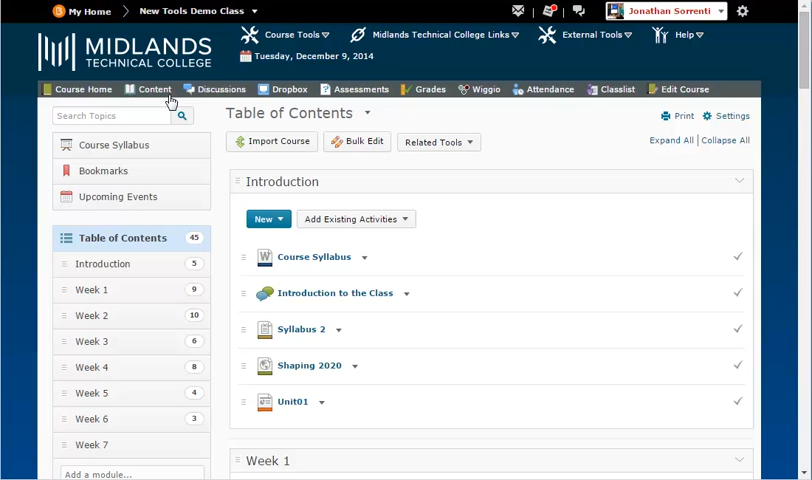 My Home New Tools Demo Class Jonathan Sorrenti
MIDLANDS
TECHNICAL COLLEGE
Course Tools Midlands Technical College Links External Tools Help
Tuesday, December 9, 2014
Course Home Content Discussions Dropbox Assessments Grades Wiggio Attendance Classlist Edit Course
Search Topics
Table of Contents
Print Settings
Expand All Collapse All
Import Course Bulk Edit Related Tools
Course Syllabus
Bookmarks
Upcoming Events
Table of Contents 45
Introduction 5
Week 1 9
Week 2 10
Week 3 6
Week 4 8
Week 5 4
Week 6 3
Week 7
Add a module...
Introduction
New Add Existing Activities
Course Syllabus
Introduction to the Class
Syllabus 2
Shaping 2020
Unit01
Week 1